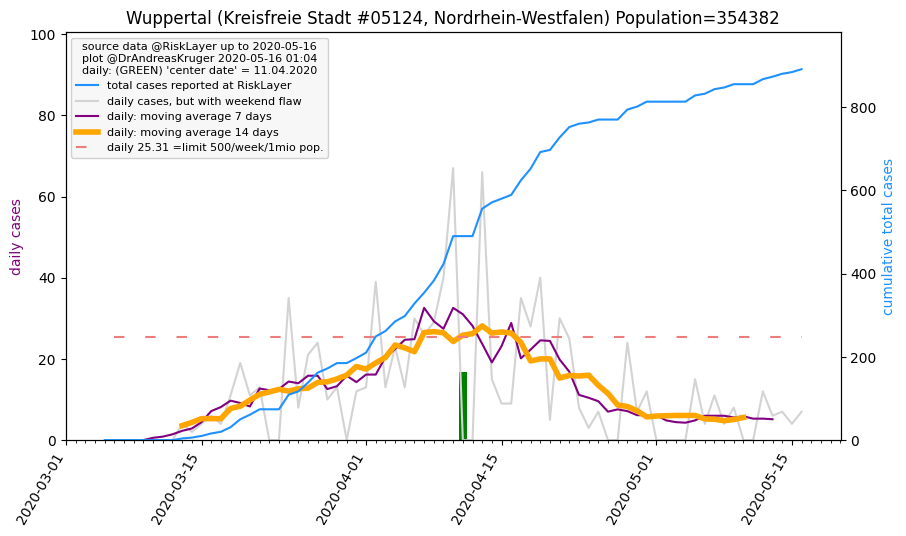 Wuppertal (Kreisfreie Stadt #05124, Nordrhein-Westfalen) Population=354382
source data @RiskLayer up to 2020-05-16
plot @DrAndreasKruger 2020-05-16 01:04
daily: (GREEN) 'center date' = 11.04.2020
total cases reported at RiskLayer
daily cases, but with weekend flaw
daily: moving average 7 days
daily: moving average 14 days
daily 25.31 =limit 500/week/1mio pop.
daily cases
100
80
60
40
20
0
cumulative total cases
800
600
400
200
0
2020-03-01
2020-03-15
2020-04-01
2020-04-15
2020-05-01
2020-05-15